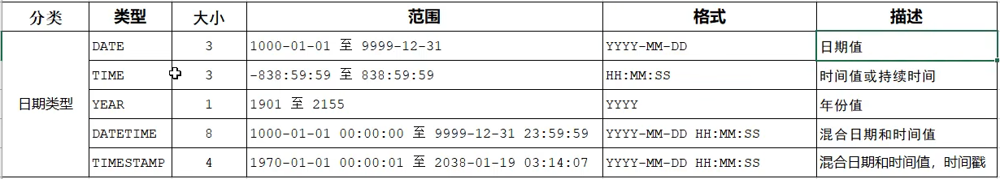 分类 类型 大小 范围 格式 描述
DATE 3 1000-01-01 至 9999-12-31 YYYY-MM-DD 日期值
TIME 3 -838:59:59 至 838:59:59 HH:MM:SS 时间值或持续时间
日期类型 YEAR 1 1901 至 2155 YYYY 年份值
DATETIME 8 1000-01-01 00:00:00 至 9999-12-31 23:59:59 YYYY-MM-DD HH:MM:SS 混合日期和时间值
TIMESTAMP 4 1970-01-01 00:00:01 至 2038-01-19 03:14:07 YYYY-MM-DD HH:MM:SS 混合日期和时间值，时间戳